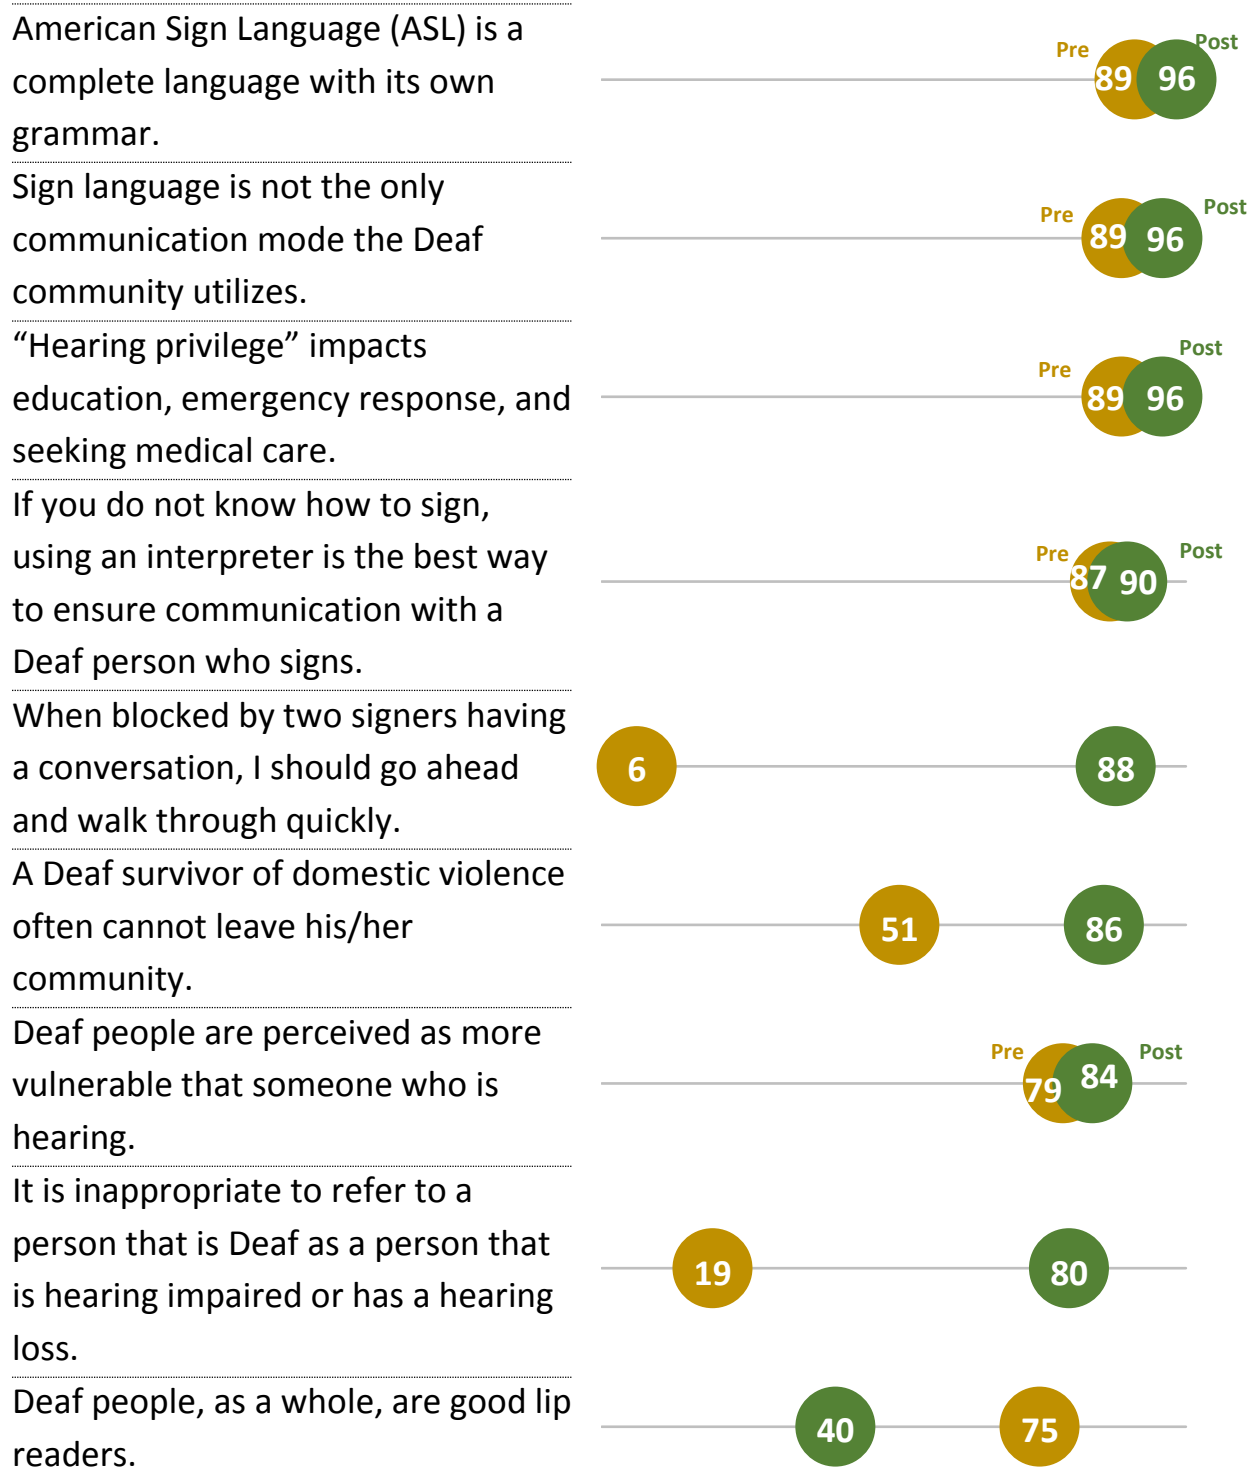 American Sign Language (ASL) is a
complete language with its own
grammar.
Pre
Post
89
96
Sign language is not the only
communication mode the Deaf
community utilizes.
Pre
Post
89
96
“Hearing privilege” impacts
education, emergency response, and
seeking medical care.
Pre
Post
89
96
If you do not know how to sign,
using an interpreter is the best way
to ensure communication with a
Deaf person who signs.
Pre
Post
87
90
When blocked by two signers having
a conversation, I should go ahead
and walk through quickly.
6
88
A Deaf survivor of domestic violence
often cannot leave his/her
community.
51
86
Deaf people are perceived as more
vulnerable that someone who is
hearing.
Pre
Post
79
84
It is inappropriate to refer to a
person that is Deaf as a person that
is hearing impaired or has a hearing
loss.
19
80
Deaf people, as a whole, are good lip
readers.
40
75